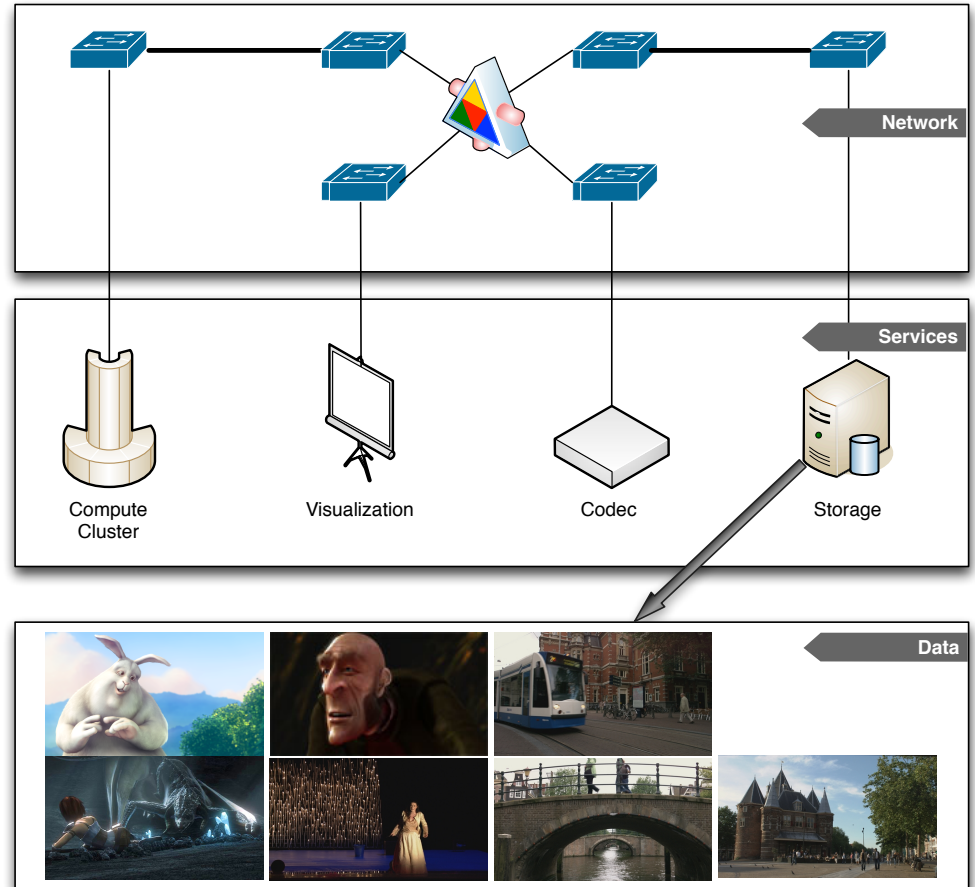 Network
Services
Compute
Cluster
Visualization
Codec
Storage
Data